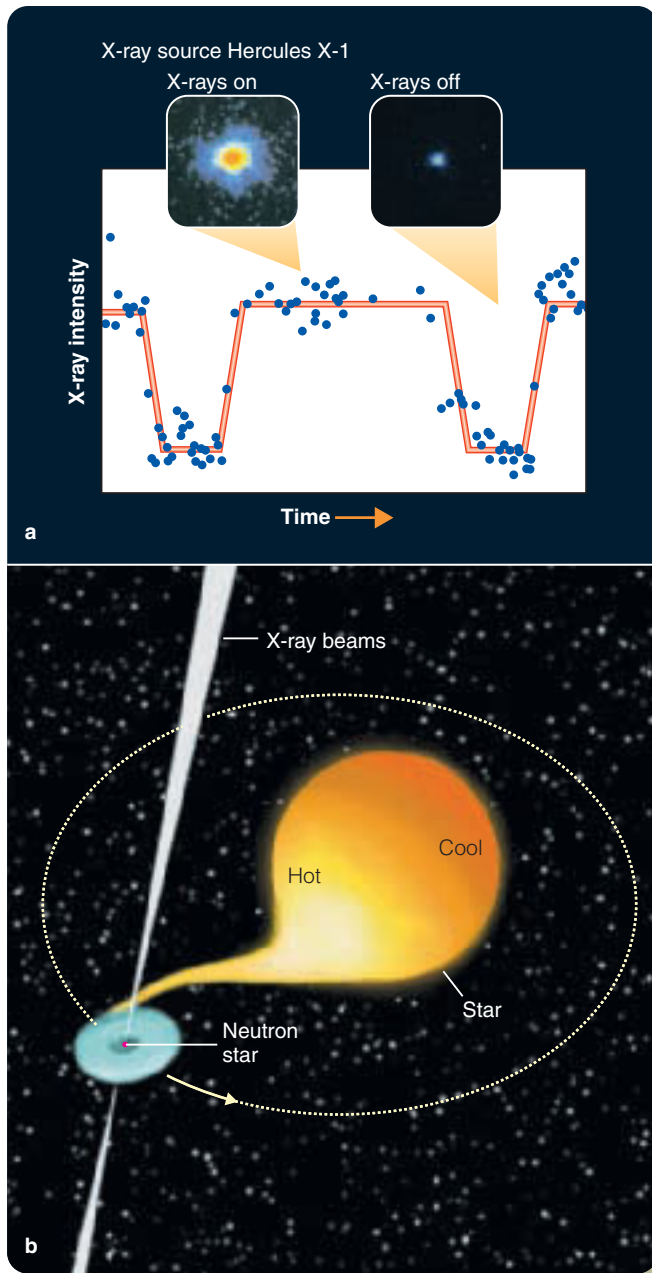 X-ray source Hercules X-1
X-rays on
X-rays off
X-ray intensity
Time
a
X-ray beams
Hot
Cool
Star
Neutron
star
b